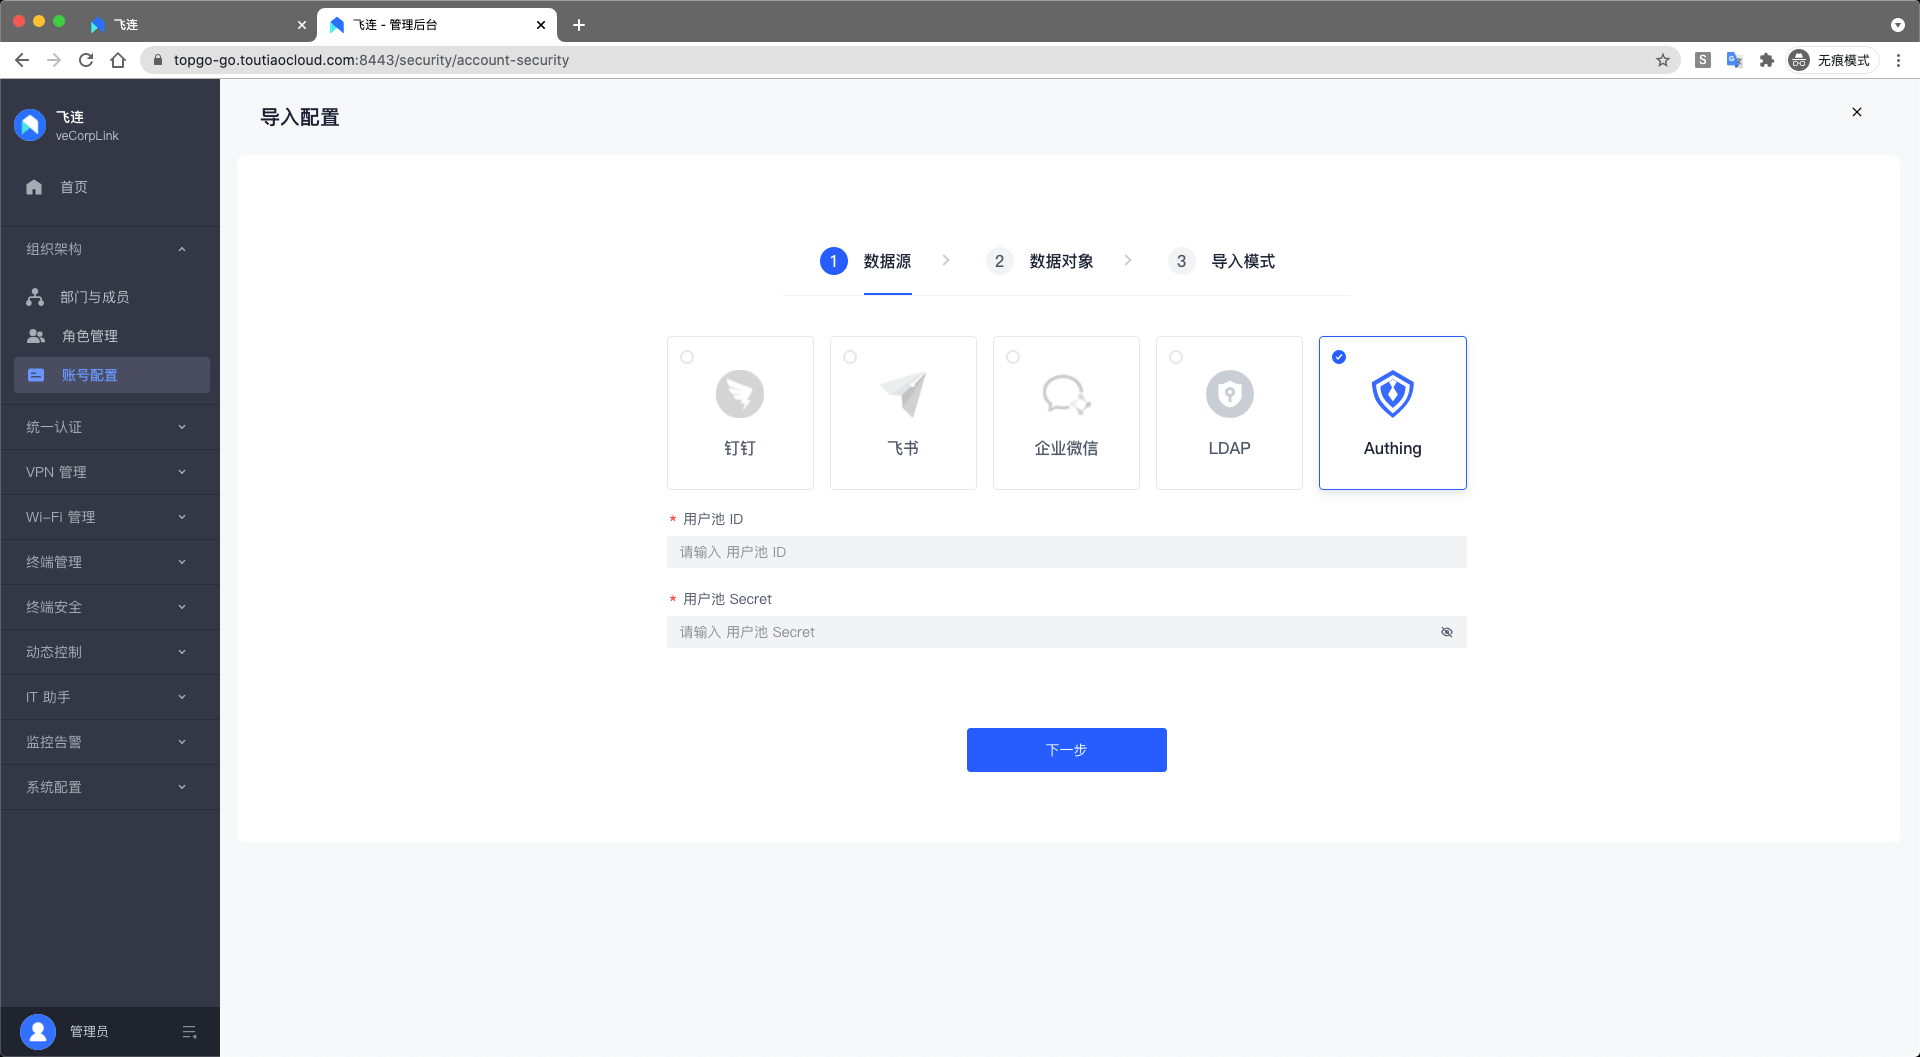 飞连
飞连 - 管理后台
topgo-go.toutiaocloud.com:8443/security/account-security
S
G
无痕模式
飞连
veCorpLink
首页
组织架构
部门与成员
角色管理
账号配置
统一认证
VPN 管理
Wi-Fi 管理
终端管理
终端安全
动态控制
IT 助手
监控告警
系统配置
管理员
导入配置
1 数据源
2 数据对象
3 导入模式
钉钉
飞书
企业微信
LDAP
Authing
* 用户池 ID
请输入 用户池 ID
* 用户池 Secret
请输入 用户池 Secret
下一步